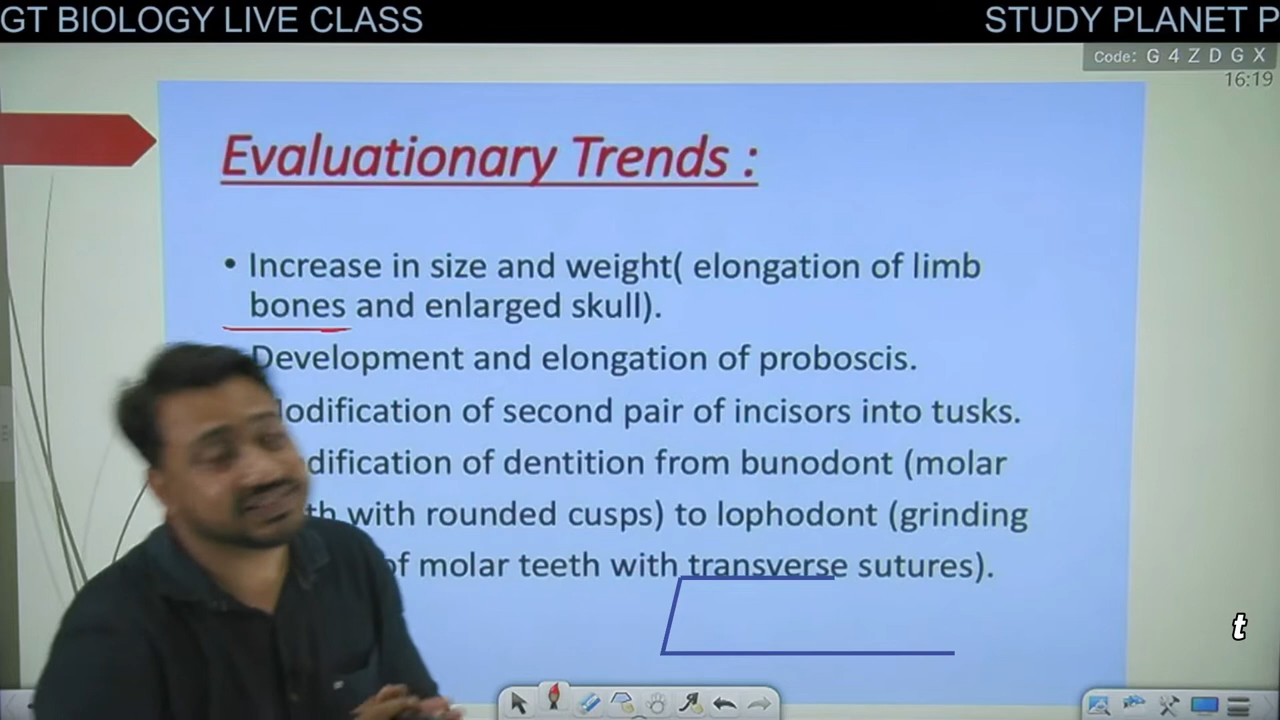 GT BIOLOGY LIVE CLASS
STUDY PLANET P
Code: G 4 Z D G X
16:19
Evaluationary Trends :
• Increase in size and weight( elongation of limb
bones and enlarged skull).
Development and elongation of proboscis.
odification of second pair of incisors into tusks.
dification of dentition from bunodont (molar
th with rounded cusps) to lophodont (grinding
of molar teeth with transverse sutures).
t